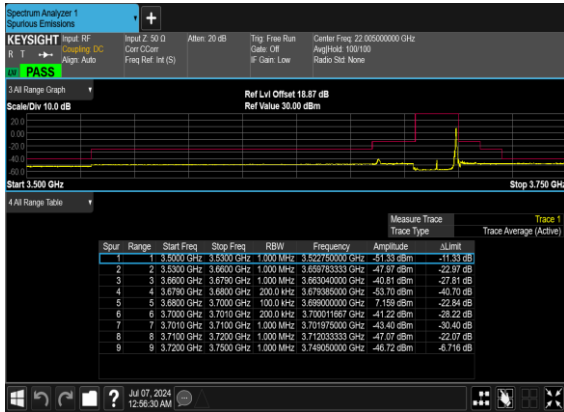 Spectrum Analyzer 1
Spurious Emissions
KEYSIGHT Input: RF Input Z: 50 Ω Atten: 20 dB Trig: Free Run Center Freq: 22.005000000 GHz
R T Coupling: DC Corr CCorr Gate: Off Avg|Hold: 100/100
Align: Auto Freq Ref: Int (S) IF Gain: Low Radio Std: None
PASS
3 All Range Graph
Ref Lvl Offset 18.87 dB
Scale/Div 10.0 dB Ref Value 30.00 dBm
20.0
0.00
-20.0
-40.0
-60.0
Start 3.500 GHz Stop 3.750 GHz
4 All Range Table
Measure Trace Trace 1
Trace Type Trace Average (Active)
Spur Range Start Freq Stop Freq RBW Frequency Amplitude ΔLimit
1 1 3.5000 GHz 3.5300 GHz 1.000 MHz 3.522750000 GHz -51.33 dBm -11.33 dB
2 2 3.5300 GHz 3.6600 GHz 1.000 MHz 3.659783333 GHz -47.97 dBm -22.97 dB
3 3 3.6600 GHz 3.6790 GHz 1.000 MHz 3.663040000 GHz -40.81 dBm -27.81 dB
4 4 3.6790 GHz 3.6800 GHz 200.0 kHz 3.679385000 GHz -53.70 dBm -40.70 dB
5 5 3.6800 GHz 3.7000 GHz 100.0 kHz 3.699000000 GHz 7.159 dBm -22.84 dB
6 6 3.7000 GHz 3.7010 GHz 200.0 kHz 3.700011667 GHz -41.22 dBm -28.22 dB
7 7 3.7010 GHz 3.7100 GHz 1.000 MHz 3.701975000 GHz -43.40 dBm -30.40 dB
8 8 3.7100 GHz 3.7200 GHz 1.000 MHz 3.712033333 GHz -47.07 dBm -22.07 dB
9 9 3.7200 GHz 3.7500 GHz 1.000 MHz 3.749050000 GHz -46.72 dBm -6.716 dB
Jul 07, 2024
12:56:30 AM